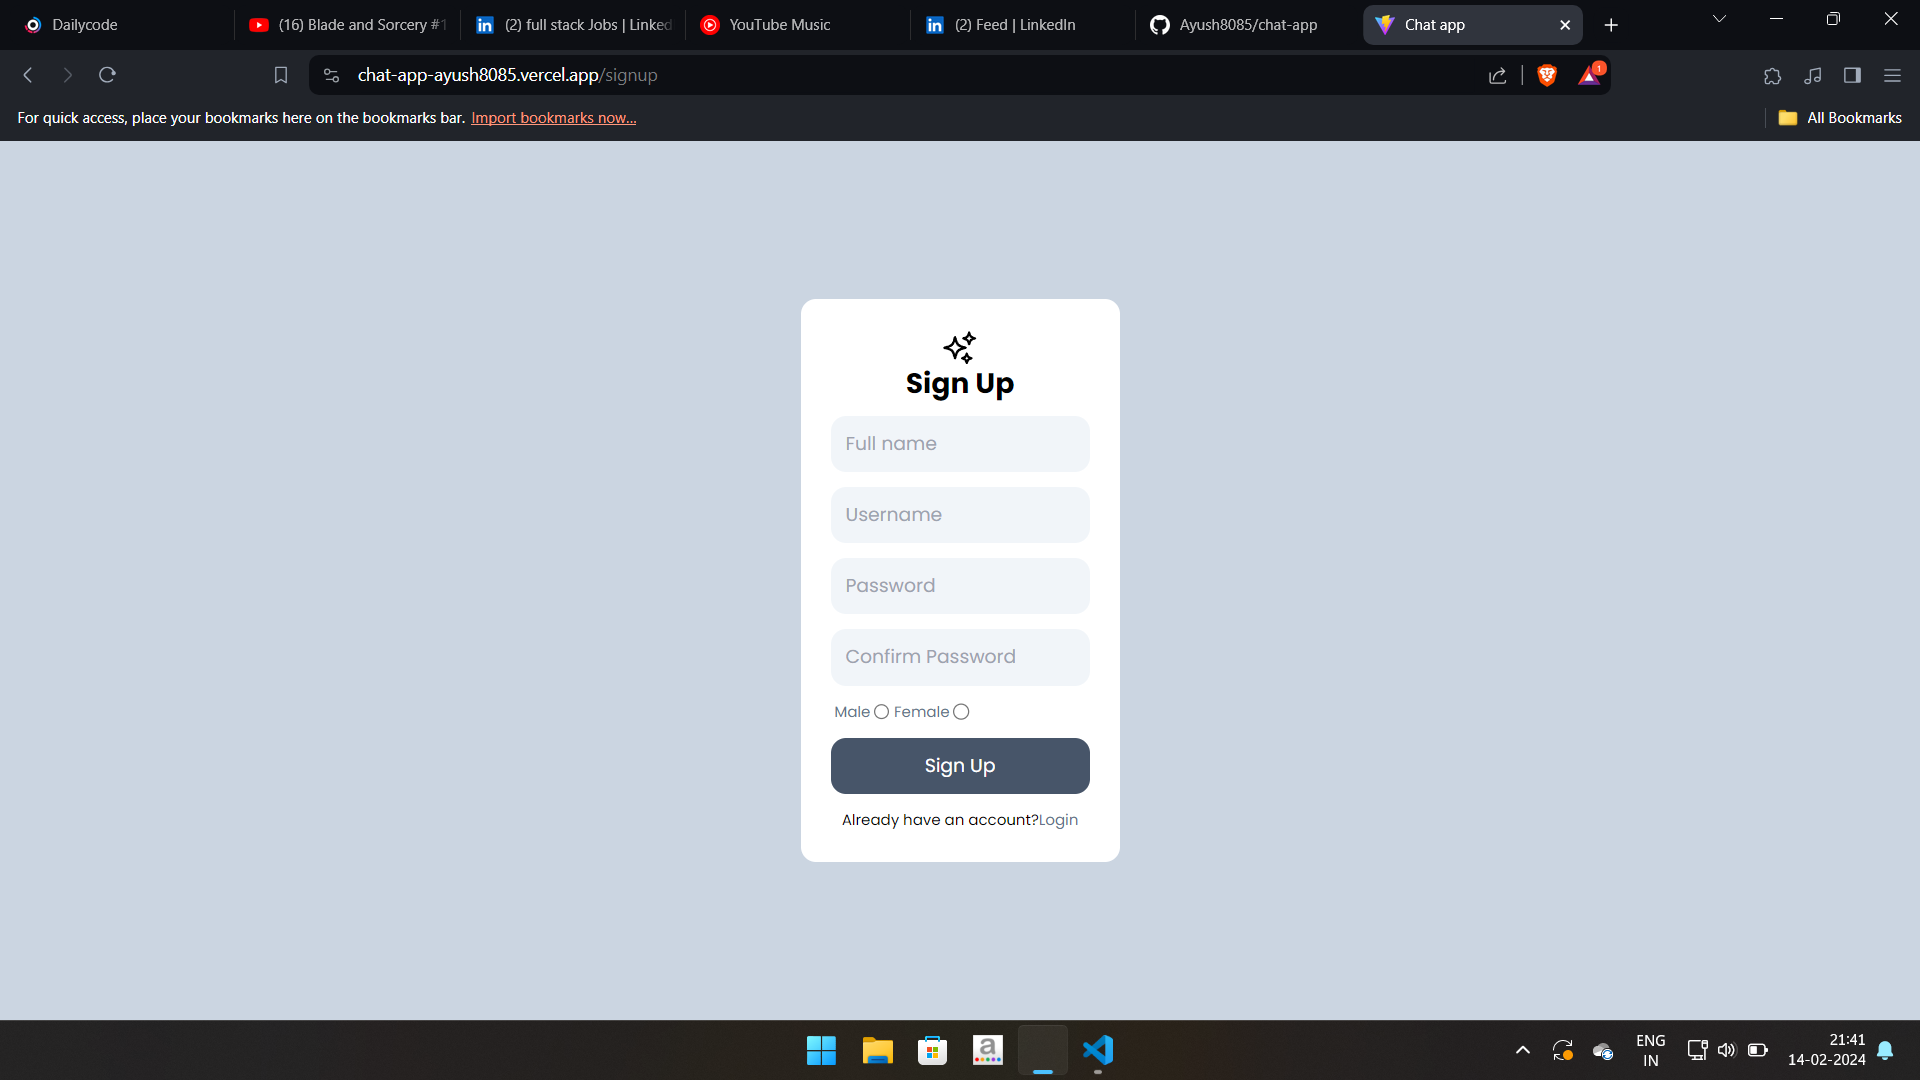 Dailycode
(16) Blade and Sorcery #1
(2) full stack Jobs | Linked
YouTube Music
(2) Feed | LinkedIn
Ayush8085/chat-app
Chat app
chat-app-ayush8085.vercel.app/signup
1
For quick access, place your bookmarks here on the bookmarks bar. Import bookmarks now...
All Bookmarks
Sign Up
Full name
Username
Password
Confirm Password
Male Female
Sign Up
Already have an account?Login
a
ENG
IN
21:41
14-02-2024